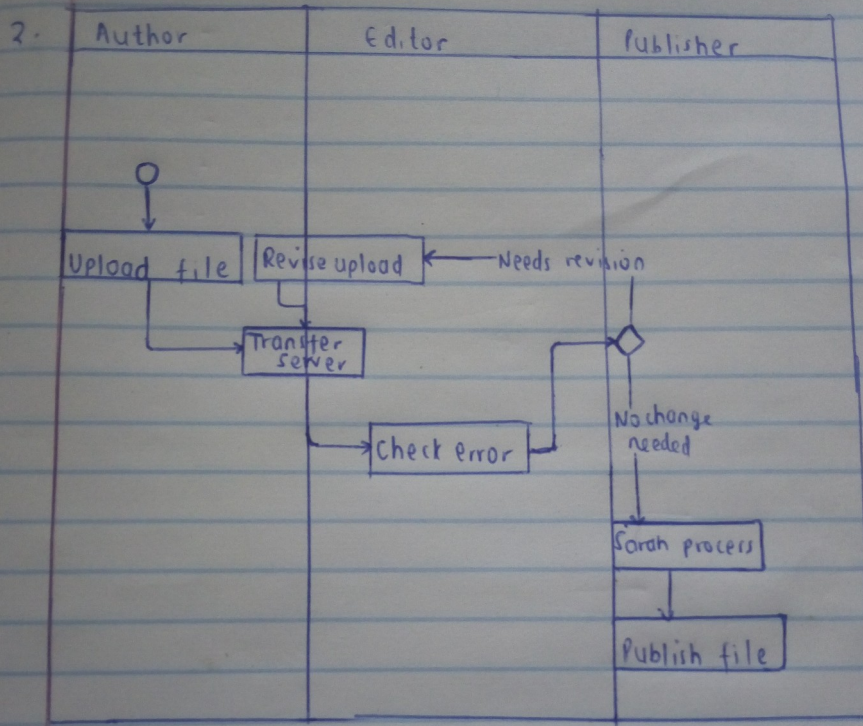 2.
Author
Editor
Publisher
Upload file
Revise upload
Needs revision
Transfer
server
Check error
No change
needed
Sarah process
Publish file